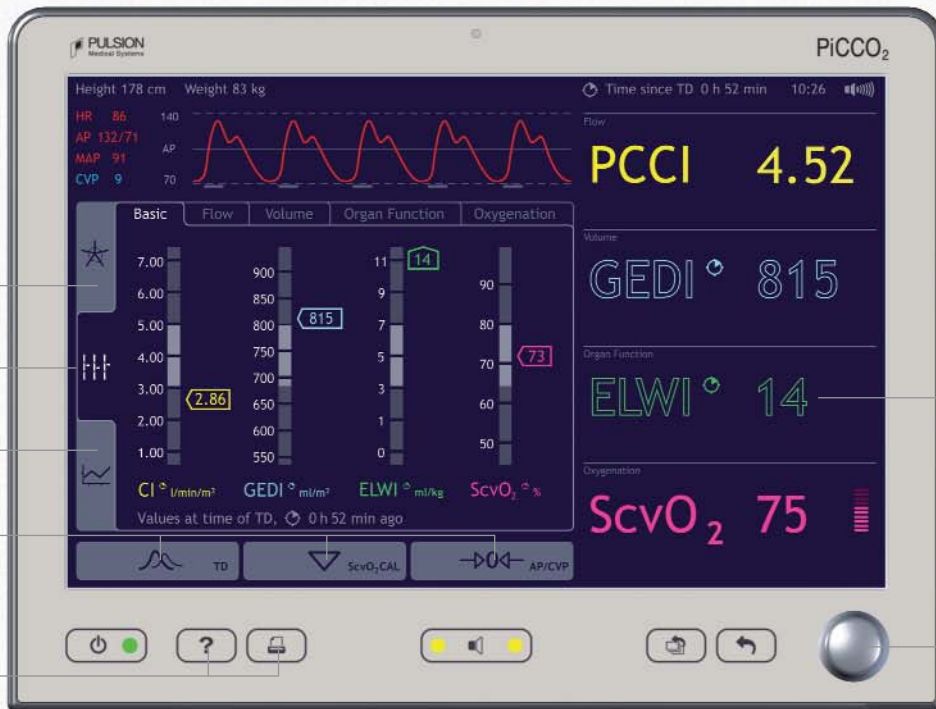 PULSION
Medical Systems
PiCCO₂
Height 178 cm Weight 83 kg
Time since TD 0 h 52 min 10:26
HR 86
AP 132/71
MAP 91
CVP 9
140
AP
70
Flow
PCCI 4.52
Volume
GEDI 815
Organ Function
ELWI 14
Oxygenation
ScvO₂ 75
Basic Flow Volume Organ Function Oxygenation
7.00
6.00
5.00
4.00
3.00
2.00
1.00
2.86
900
850
800
750
700
650
600
550
815
11
9
7
5
3
1
0
14
90
80
70
60
50
73
CI l/min/m²
GEDI ml/m²
ELWI ml/kg
ScvO₂ %
Values at time of TD, 0 h 52 min ago
TD
ScvO₂CAL
0 AP/CVP
?